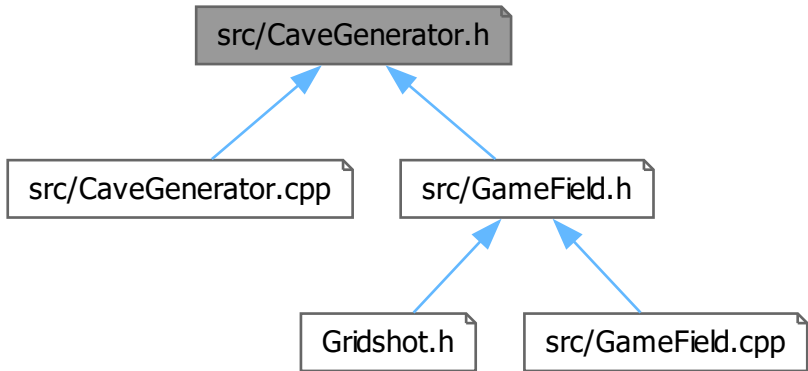 src/CaveGenerator.h
src/CaveGenerator.cpp
src/GameField.h
Gridshot.h
src/GameField.cpp